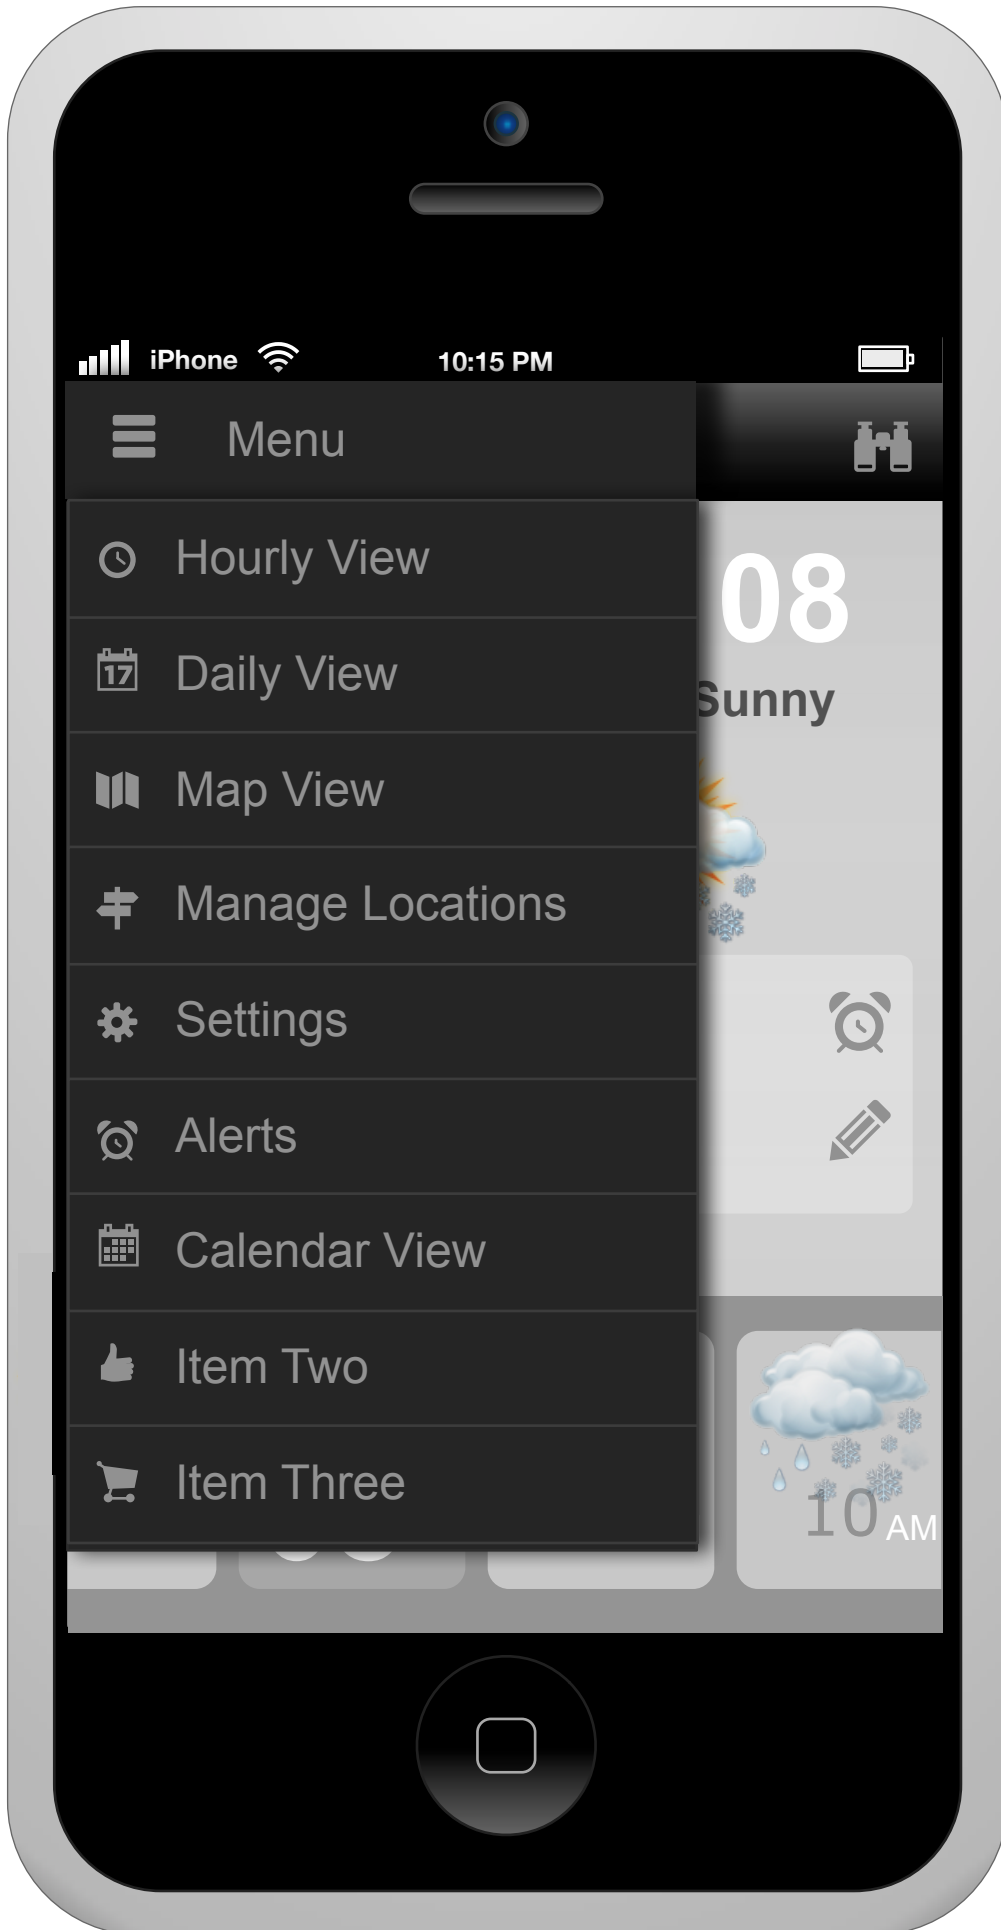 iPhone 10:15 PM
Menu
Hourly View
08
17 Daily View
Sunny
Map View
Manage Locations
Settings
Alerts
Calendar View
Item Two
Item Three
10 AM